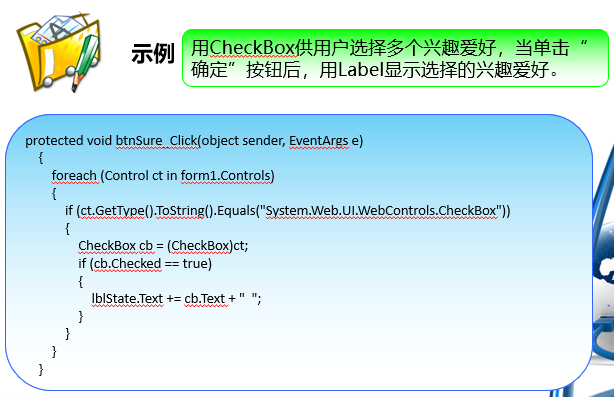 示例
用CheckBox供用户选择多个兴趣爱好，当单击“
确定”按钮后，用Label显示选择的兴趣爱好。
protected void btnSure_Click(object sender, EventArgs e)
{
foreach (Control ct in form1.Controls)
{
if (ct.GetType().ToString().Equals("System.Web.UI.WebControls.CheckBox"))
{
CheckBox cb = (CheckBox)ct;
if (cb.Checked == true)
{
lblState.Text += cb.Text + "  ";
}
}
}
}